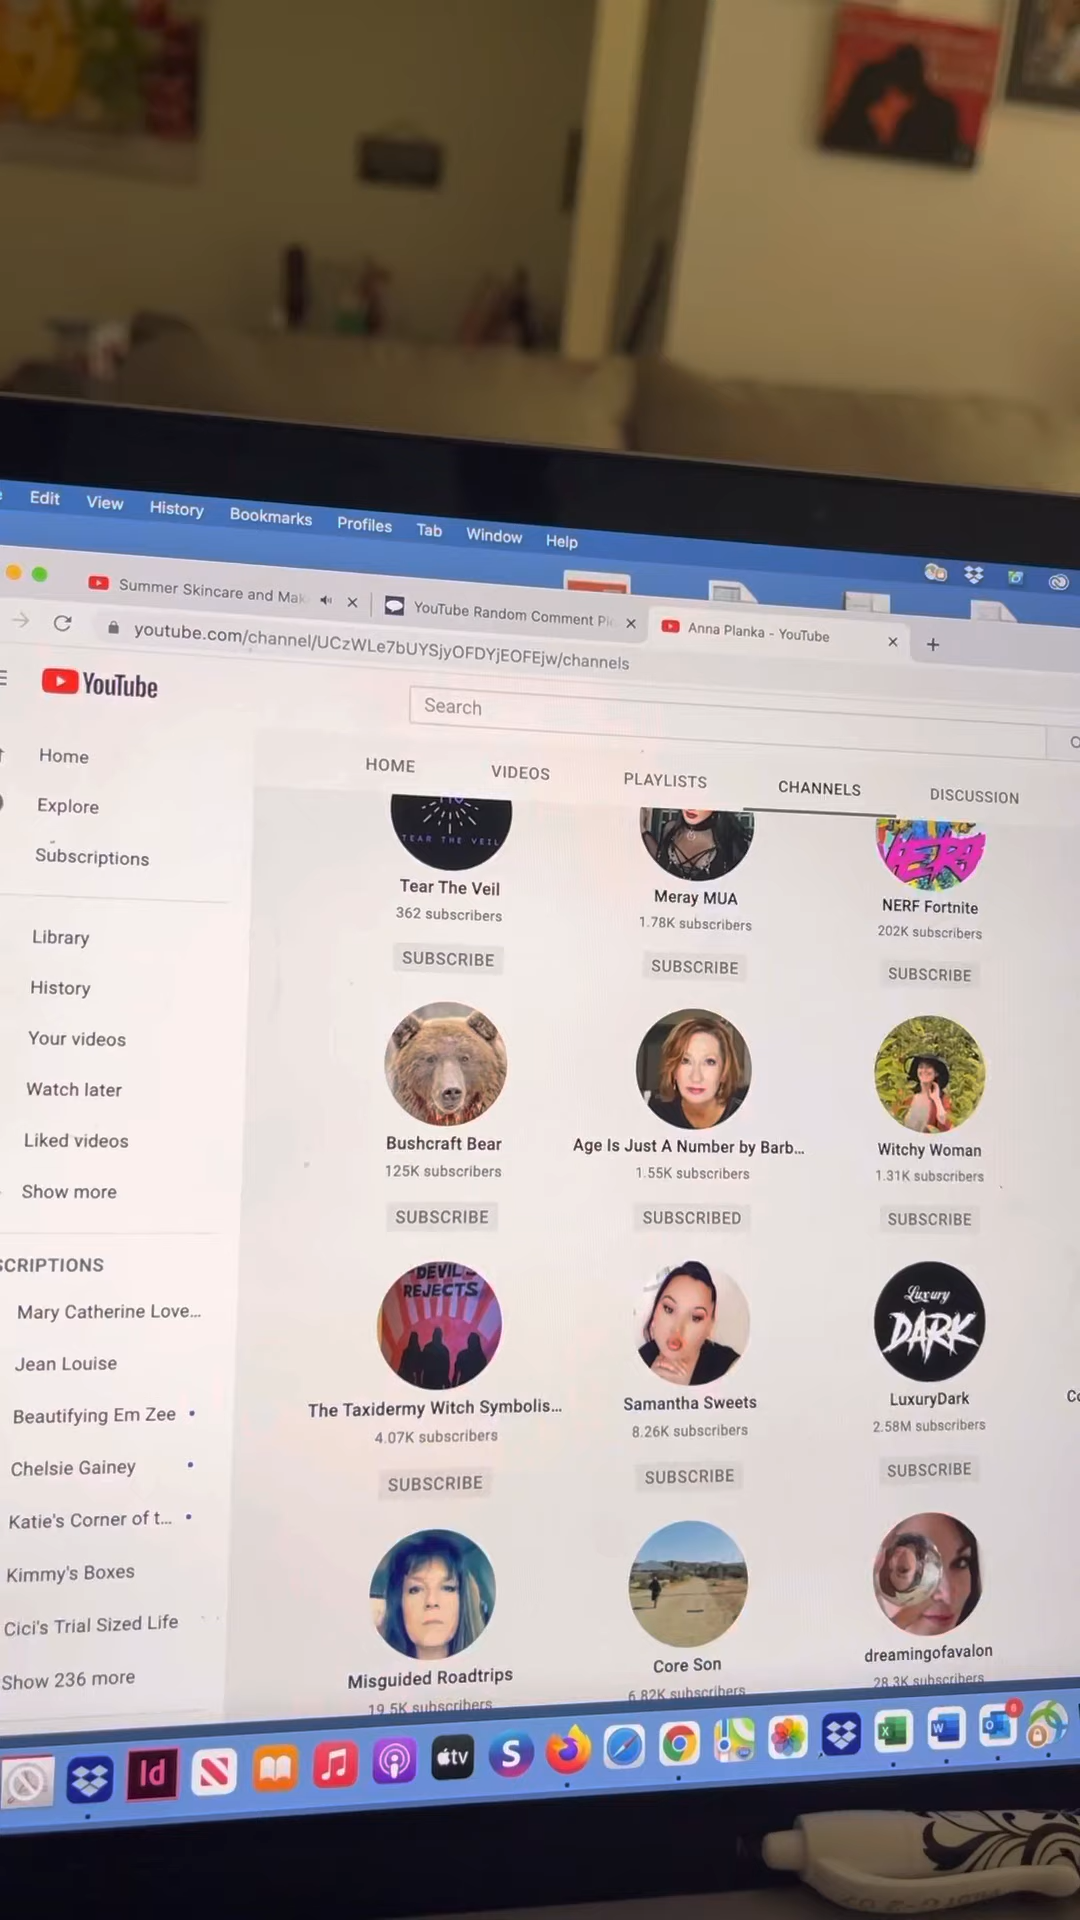 Edit View History Bookmarks Profiles Tab Window Help
Summer Skincare and Mak
YouTube Random Comment Pi
Anna Planka - YouTube
youtube.com/channel/UCzWLe7bUYSjyOFDYjEOFEjw/channels
YouTube
Search
Home
Explore
Subscriptions
Library
History
Your videos
Watch later
Liked videos
Show more
SCRIPTIONS
Mary Catherine Love...
Jean Louise
Beautifying Em Zee
Chelsie Gainey
Katie's Corner of t...
Kimmy's Boxes
Cici's Trial Sized Life
Show 236 more
HOME VIDEOS PLAYLISTS CHANNELS DISCUSSION
TEAR THE VEIL
Tear The Veil
362 subscribers
SUBSCRIBE
Meray MUA
1.78K subscribers
SUBSCRIBE
NERF
NERF Fortnite
202K subscribers
SUBSCRIBE
Bushcraft Bear
125K subscribers
SUBSCRIBE
Age Is Just A Number by Barb...
1.55K subscribers
SUBSCRIBED
Witchy Woman
1.31K subscribers
SUBSCRIBE
DEVIL
REJECTS
The Taxidermy Witch Symbolis...
4.07K subscribers
SUBSCRIBE
Samantha Sweets
8.26K subscribers
SUBSCRIBE
Luxury
DARK
LuxuryDark
2.58M subscribers
SUBSCRIBE
Misguided Roadtrips
19.5K subscribers
Core Son
6.82K subscribers
dreamingofavalon
28.3K subscribers
Id
tv
S
X
W
O